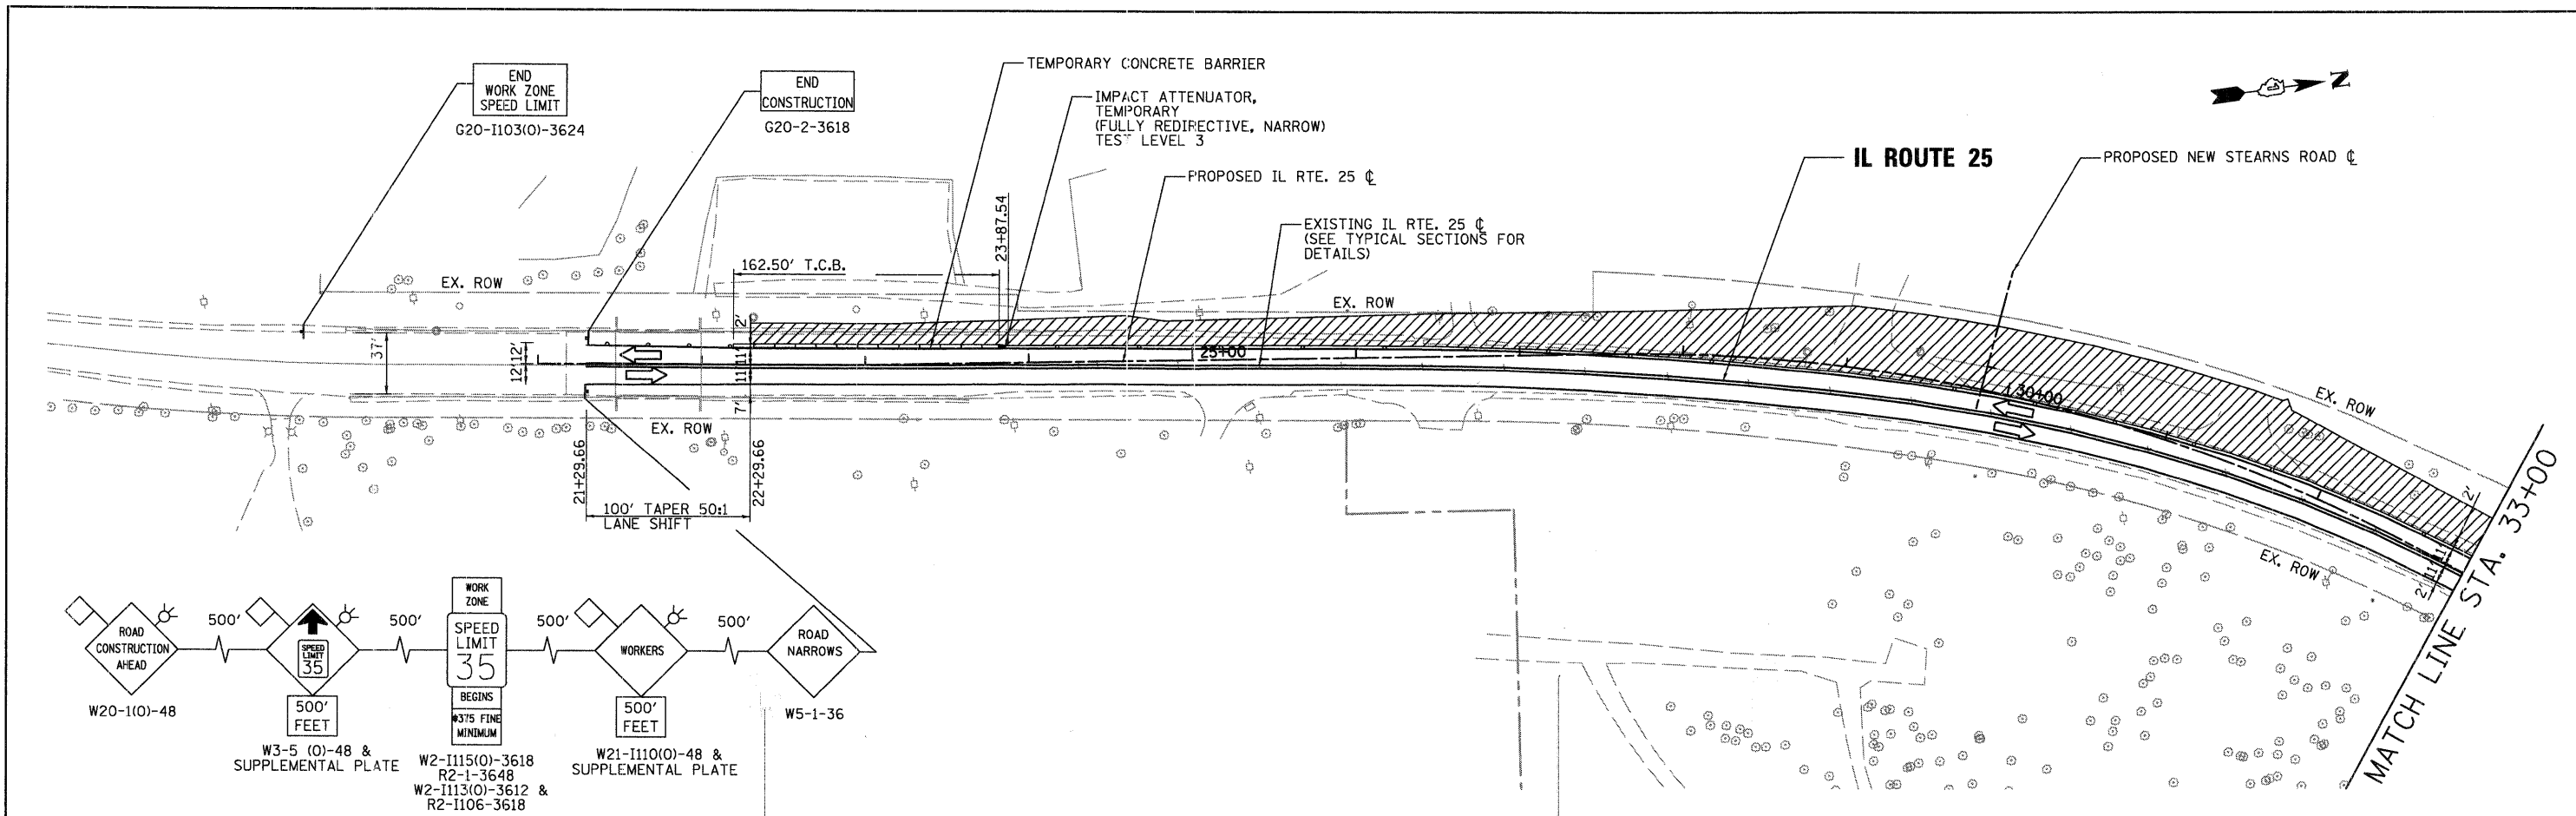 END
WORK ZONE
SPEED LIMIT
G20-I103(O)-3624
END
CONSTRUCTION
G20-2-3618
TEMPORARY CONCRETE BARRIER
IMPACT ATTENUATOR,
TEMPORARY
(FULLY REDIRECTIVE, NARROW)
TEST LEVEL 3
PROPOSED IL RTE. 25 ℄
EXISTING IL RTE. 25 ℄
(SEE TYPICAL SECTIONS FOR
DETAILS)
IL ROUTE 25
PROPOSED NEW STEARNS ROAD ℄
N
23+87.54
162.50' T.C.B.
EX. ROW
EX. ROW
EX. ROW
EX. ROW
EX. ROW
37'
12'
12'
2'
11'
11'
7'
25+00
30+00
21+29.66
22+29.66
100' TAPER 50:1
LANE SHIFT
2'
11'
11'
2'
MATCH LINE STA. 33+00
ROAD
CONSTRUCTION
AHEAD
W20-1(O)-48
500'
SPEED
LIMIT
35
500'
FEET
W3-5 (O)-48 &
SUPPLEMENTAL PLATE
500'
WORK
ZONE
SPEED
LIMIT
35
BEGINS
$375 FINE
MINIMUM
W2-I115(O)-3618
R2-1-3648
W2-I113(O)-3612 &
R2-I106-3618
500'
WORKERS
500'
FEET
W21-I110(O)-48 &
SUPPLEMENTAL PLATE
500'
ROAD
NARROWS
W5-1-36